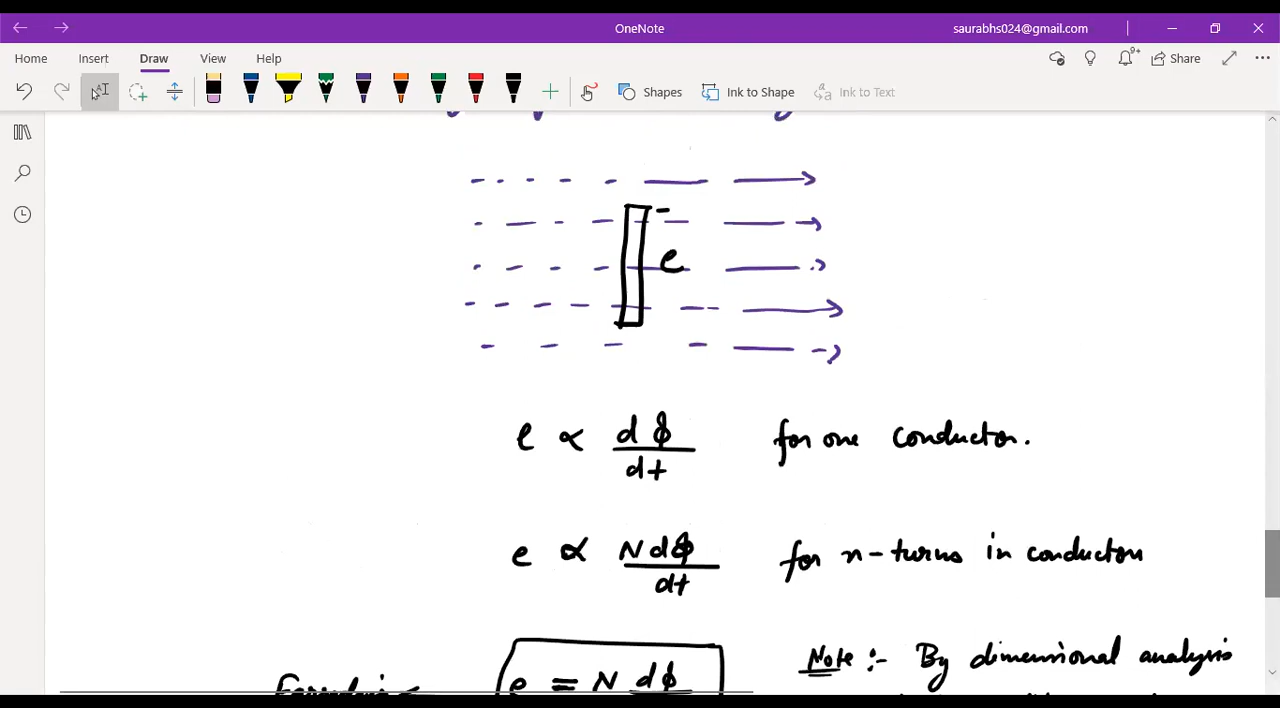 OneNote
saurabhs024@gmail.com
Home Insert Draw View Help
Share
Shapes Ink to Shape Ink to Text
e
e ∝ dϕ/dt for one conductor.
e ∝ Ndϕ/dt for n-turns in conductor
e = N dϕ
Note :- By dimensional analysis